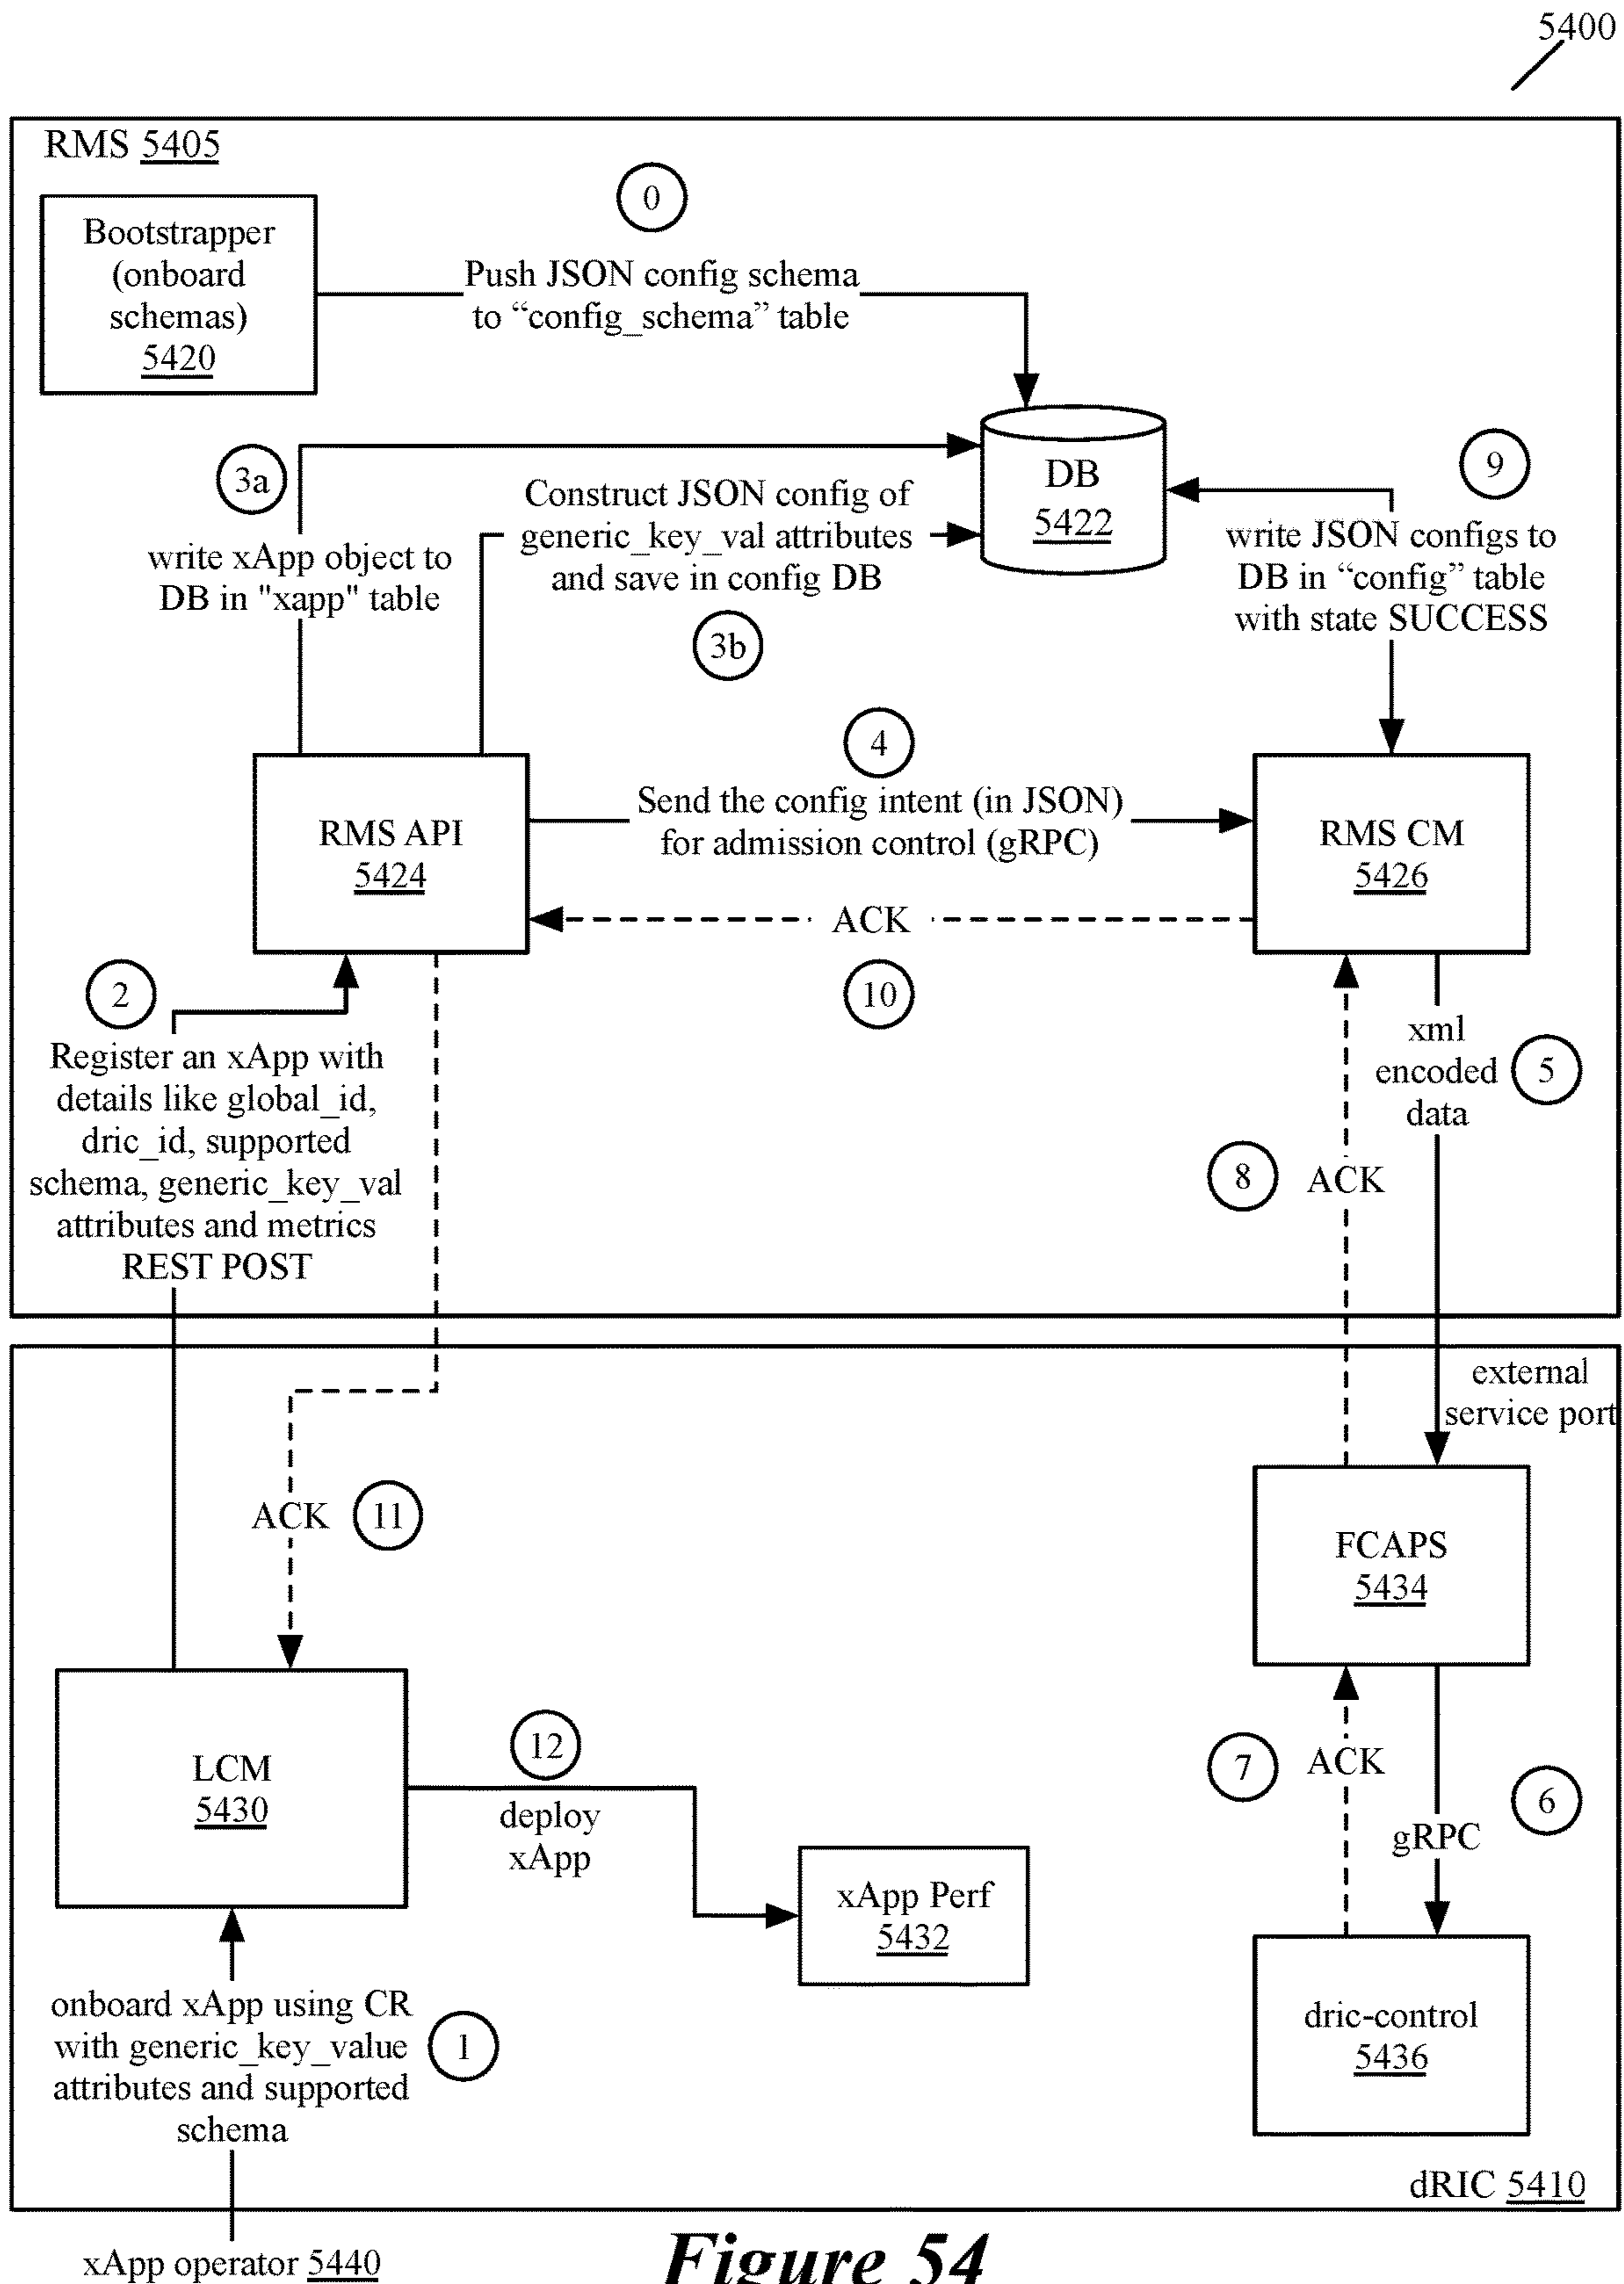 5400
RMS 5405
0
Bootstrapper
(onboard
schemas)
5420
Push JSON config schema
to “config_schema” table
3a
write xApp object to
DB in "xapp" table
Construct JSON config of
generic_key_val attributes
and save in config DB
3b
DB
5422
9
write JSON configs to
DB in “config” table
with state SUCCESS
4
Send the config intent (in JSON)
for admission control (gRPC)
RMS API
5424
RMS CM
5426
ACK
10
2
Register an xApp with
details like global_id,
dric_id, supported
schema, generic_key_val
attributes and metrics
REST POST
xml
encoded
data
5
8
ACK
external
service port
ACK
11
FCAPS
5434
LCM
5430
12
deploy
xApp
7
ACK
6
gRPC
xApp Perf
5432
onboard xApp using CR
with generic_key_value
attributes and supported
schema
1
dric-control
5436
dRIC 5410
xApp operator 5440
Figure 54